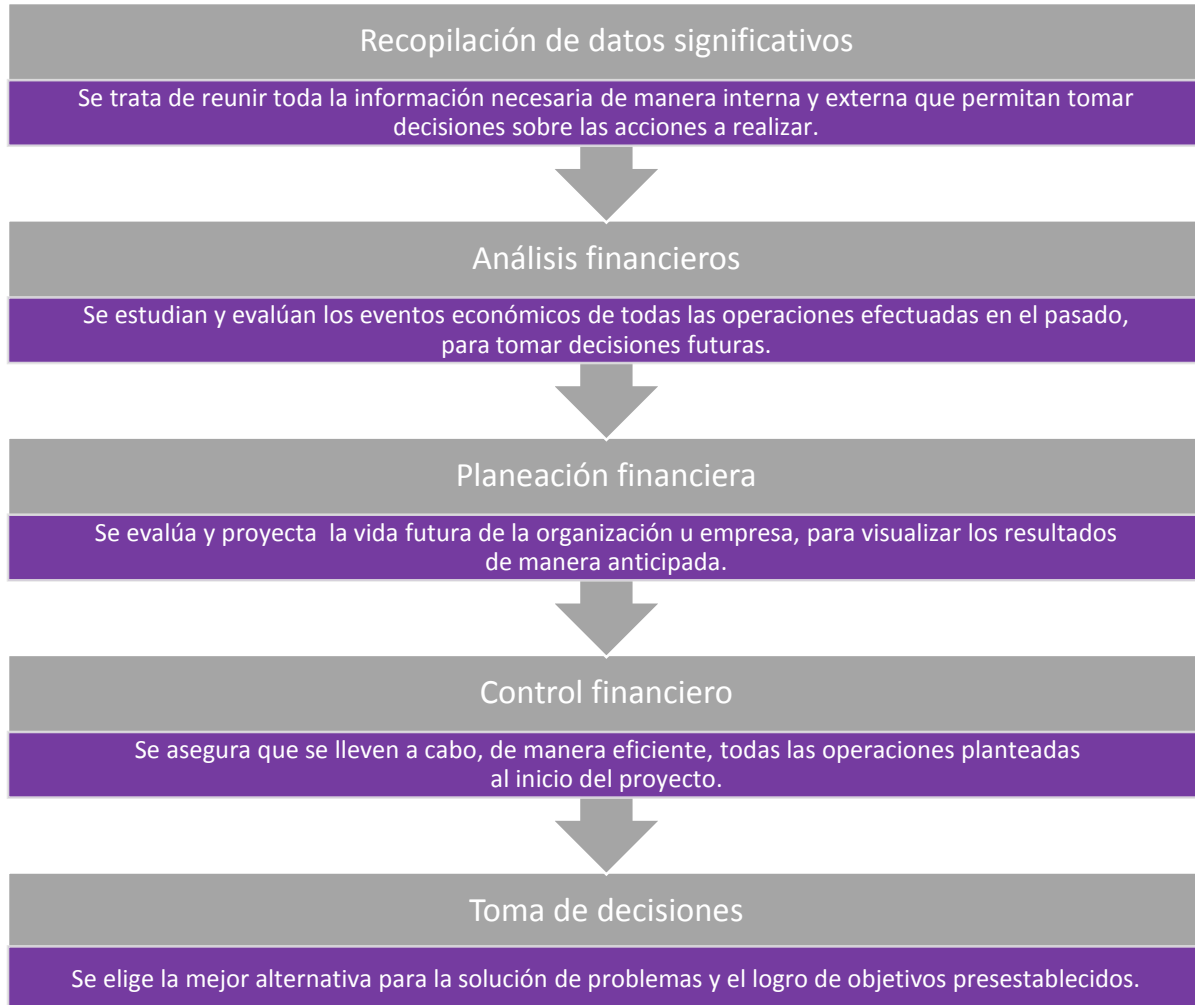 Recopilación de datos significativos
Se trata de reunir toda la información necesaria de manera interna y externa que permitan tomar
decisiones sobre las acciones a realizar.
Análisis financieros
Se estudian y evalúan los eventos económicos de todas las operaciones efectuadas en el pasado,
para tomar decisiones futuras.
Planeación financiera
Se evalúa y proyecta  la vida futura de la organización u empresa, para visualizar los resultados
de manera anticipada.
Control financiero
Se asegura que se lleven a cabo, de manera eficiente, todas las operaciones planteadas
al inicio del proyecto.
Toma de decisiones
Se elige la mejor alternativa para la solución de problemas y el logro de objetivos presestablecidos.